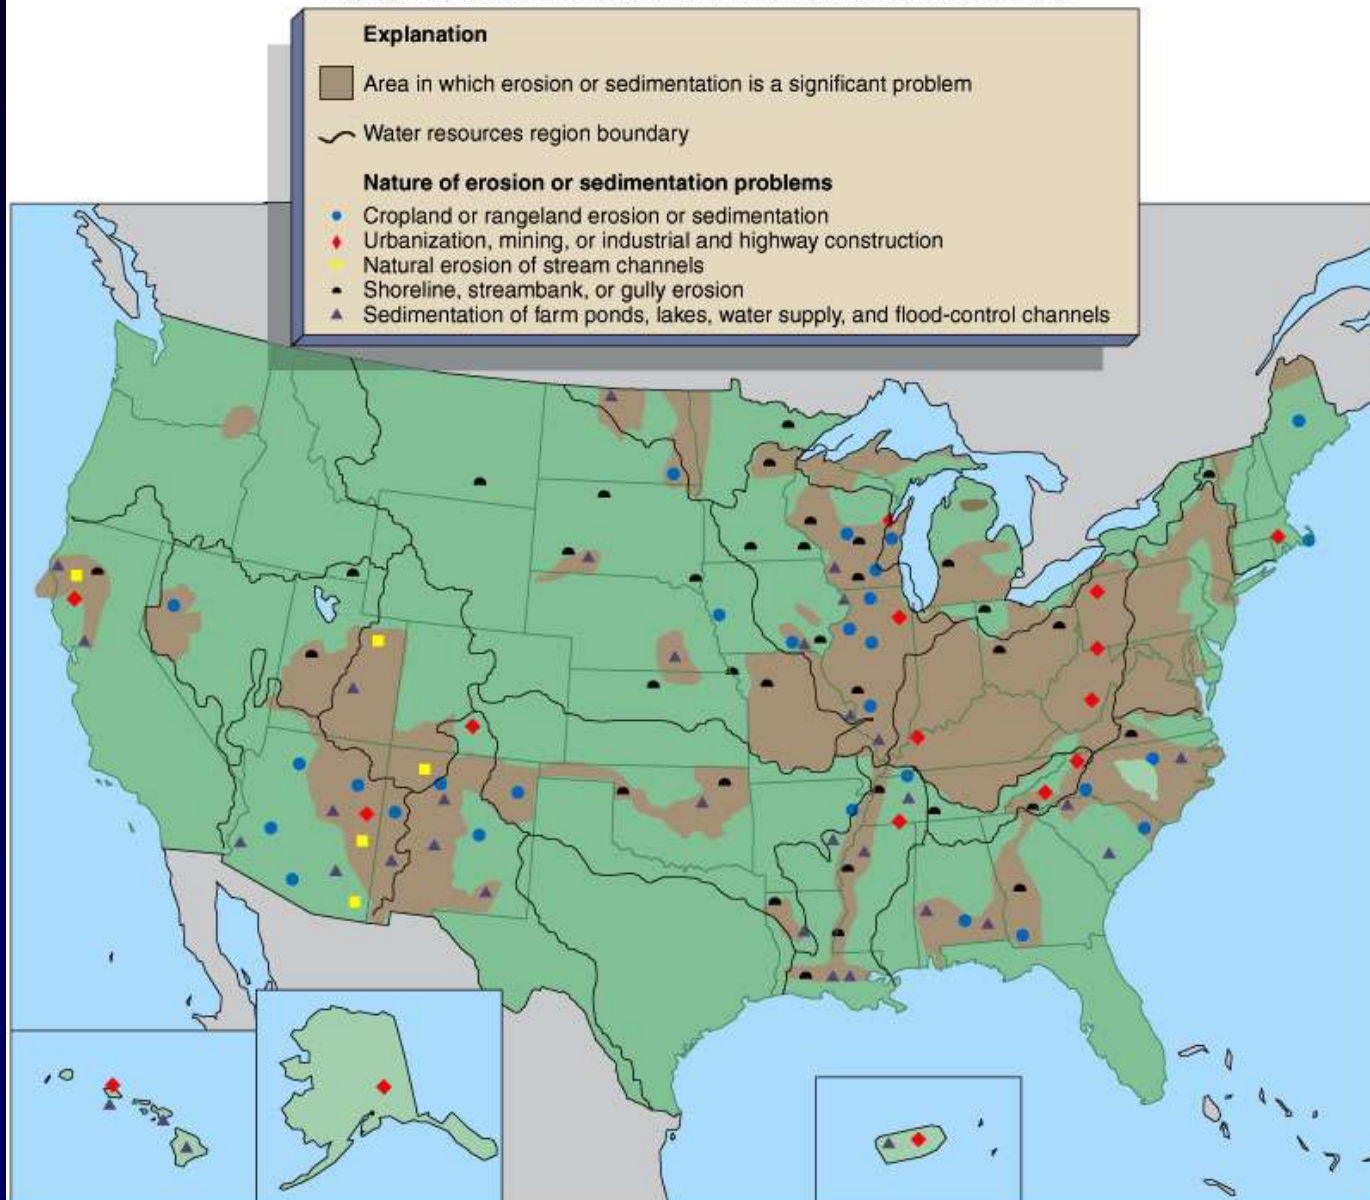 Explanation
Area in which erosion or sedimentation is a significant problem
Water resources region boundary
Nature of erosion or sedimentation problems
Cropland or rangeland erosion or sedimentation
Urbanization, mining, or industrial and highway construction
Natural erosion of stream channels
Shoreline, streambank, or gully erosion
Sedimentation of farm ponds, lakes, water supply, and flood-control channels